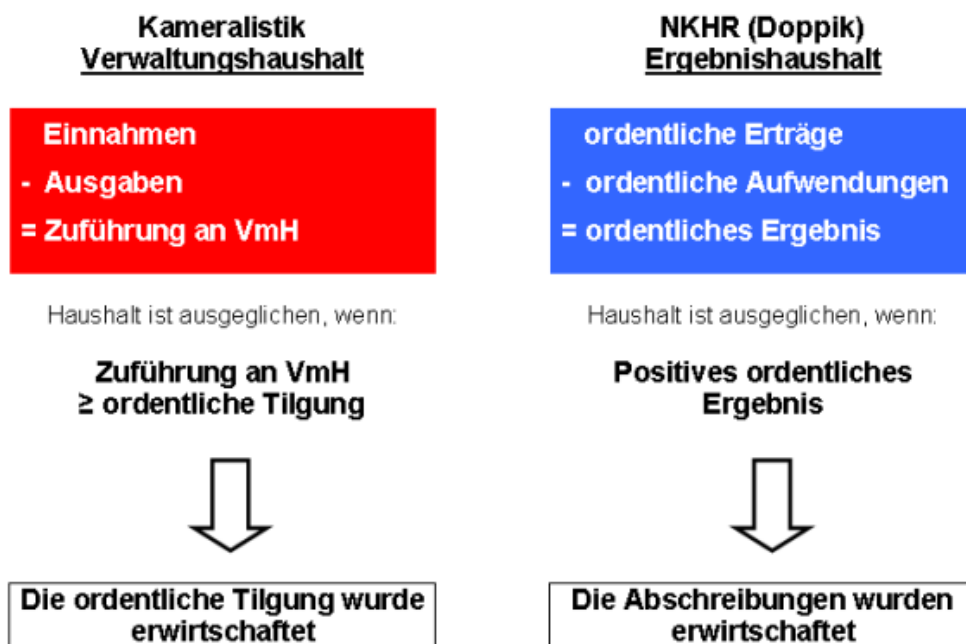 Kameralistik
Verwaltungshaushalt
Einnahmen
- Ausgaben
= Zuführung an VmH
Haushalt ist ausgeglichen, wenn:
Zuführung an VmH
≥ ordentliche Tilgung
Die ordentliche Tilgung wurde
erwirtschaftet
NKHR (Doppik)
Ergebnishaushalt
ordentliche Erträge
- ordentliche Aufwendungen
= ordentliches Ergebnis
Haushalt ist ausgeglichen, wenn:
Positives ordentliches
Ergebnis
Die Abschreibungen wurden
erwirtschaftet